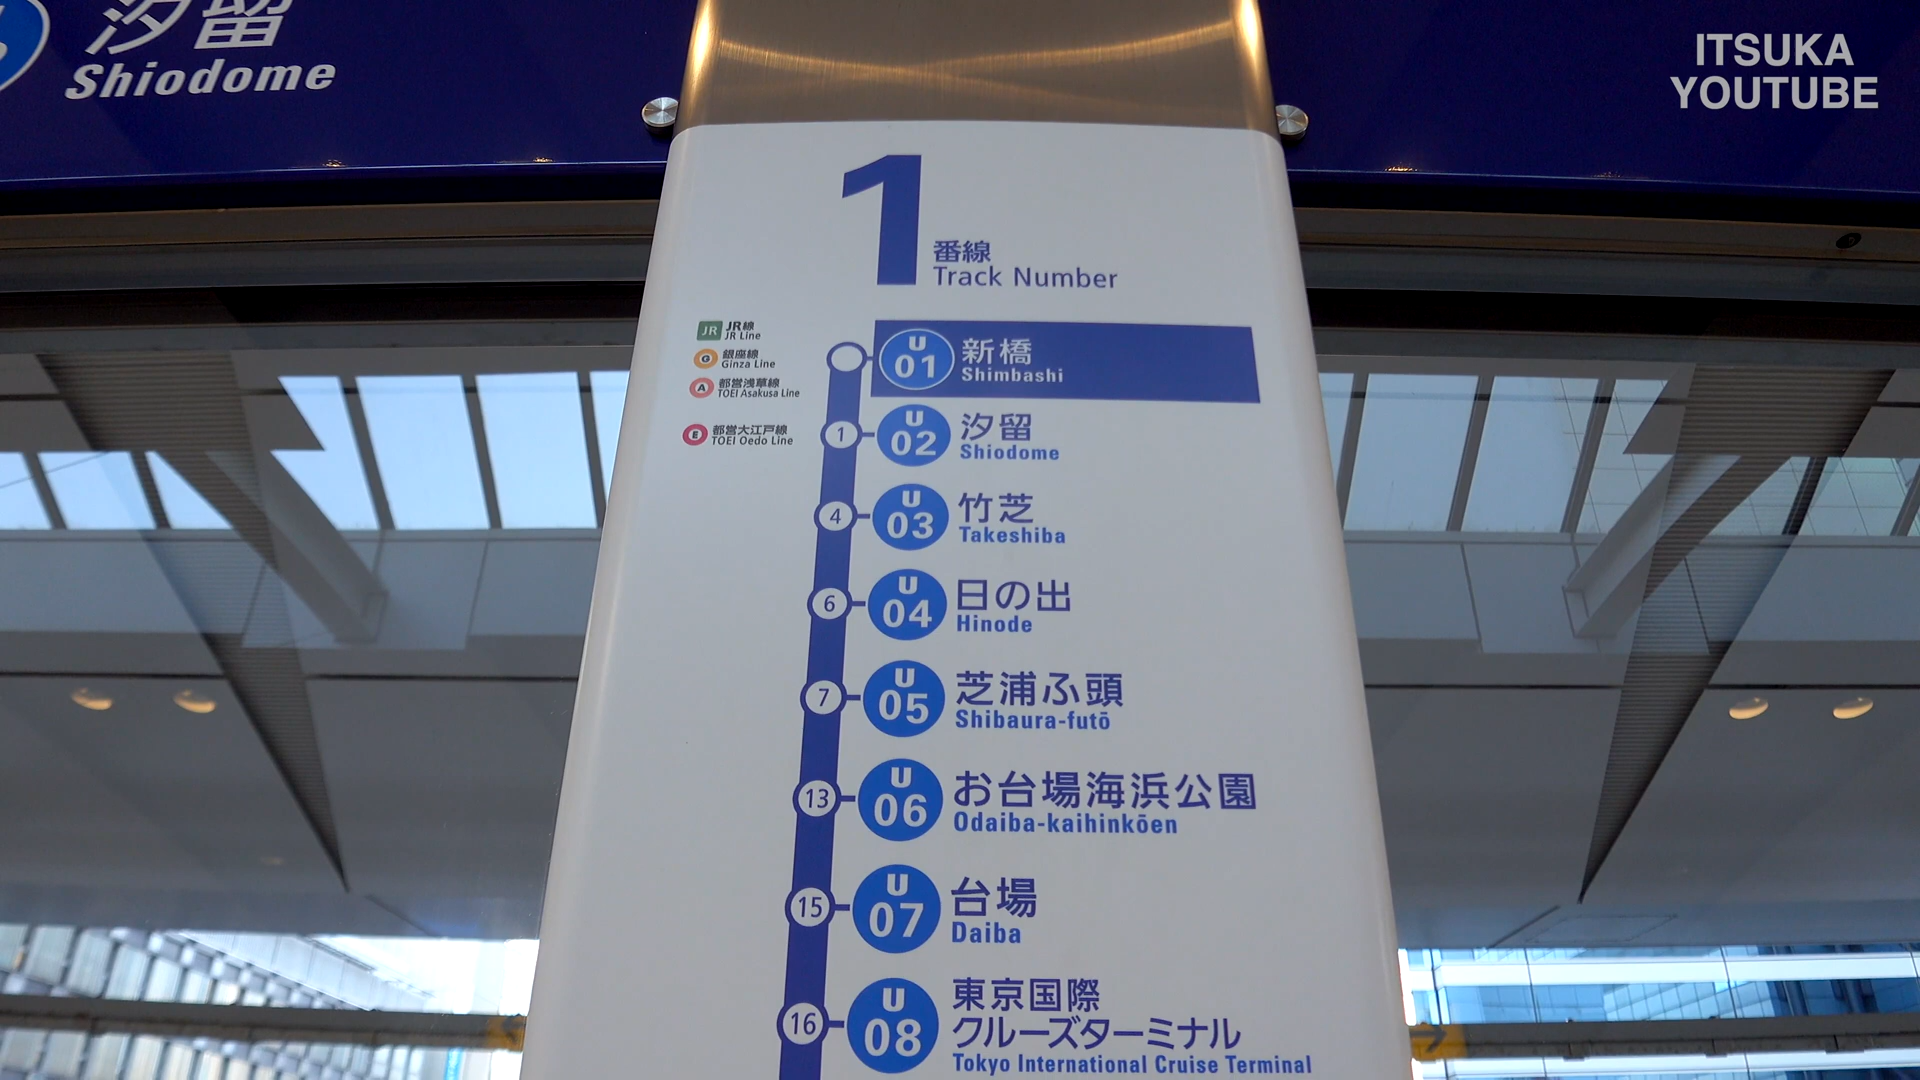 汐留
Shiodome
ITSUKA
YOUTUBE
1
番線
Track Number
JR
JR線
JR Line
G
銀座線
Ginza Line
A
都営浅草線
TOEI Asakusa Line
U
01
新橋
Shimbashi
E
都営大江戸線
TOEI Oedo Line
1
U
02
汐留
Shiodome
4
U
03
竹芝
Takeshiba
6
U
04
日の出
Hinode
7
U
05
芝浦ふ頭
Shibaura-futō
13
U
06
お台場海浜公園
Odaiba-kaihinkōen
15
U
07
台場
Daiba
16
U
08
東京国際
クルーズターミナル
Tokyo International Cruise Terminal